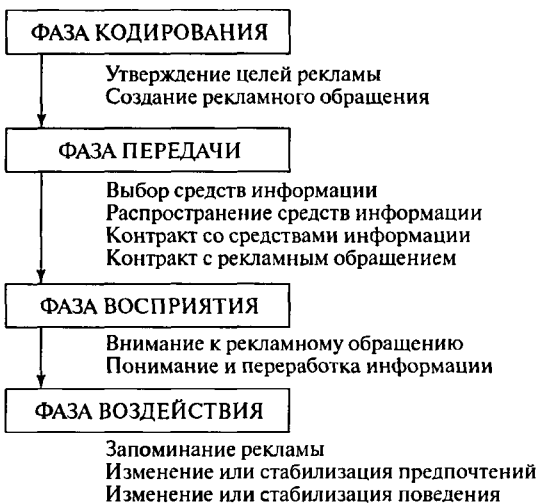 ФАЗА КОДИРОВАНИЯ
Утверждение целей рекламы
Создание рекламного обращения
ФАЗА ПЕРЕДАЧИ
Выбор средств информации
Распространение средств информации
Контракт со средствами информации
Контракт с рекламным обращением
ФАЗА ВОСПРИЯТИЯ
Внимание к рекламному обращению
Понимание и переработка информации
ФАЗА ВОЗДЕЙСТВИЯ
Запоминание рекламы
Изменение или стабилизация предпочтений
Изменение или стабилизация поведения